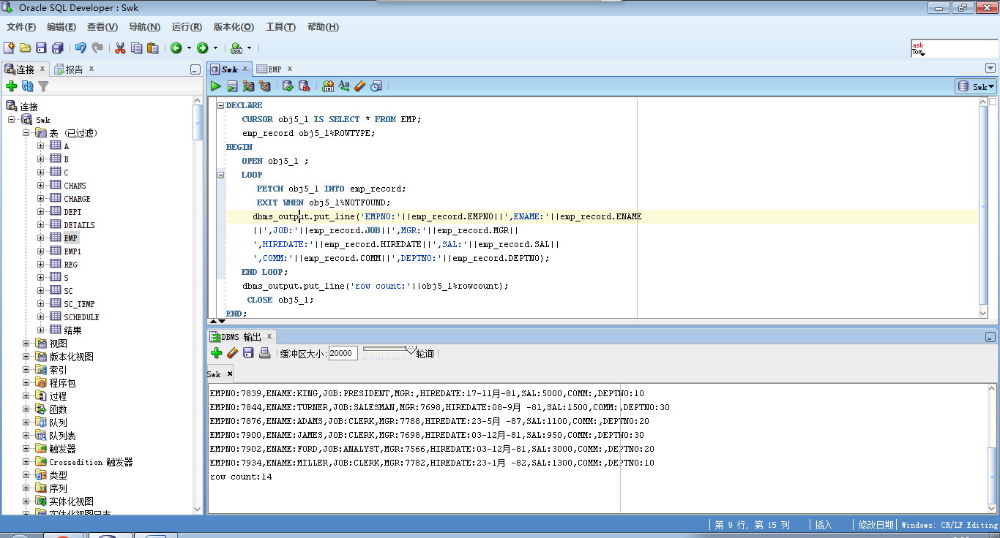 Oracle SQL Developer : Swk
文件(F) 编辑(E) 查看(V) 导航(N) 运行(R) 版本化(O) 工具(T) 帮助(H)
ask
Tom
连接 x 报告 x
Swk x EMP x
Swk
连接
Swk
表 (已过滤)
A
B
C
CHANS
CHARGE
DEPT
DETAILS
EMP
EMP1
REG
S
SC
SC_TEMP
SCHEDULE
结果
视图
版本化视图
索引
程序包
过程
函数
队列
队列表
触发器
Crossedition 触发器
类型
序列
实体化视图
实体化视图日志
DECLARE
CURSOR obj5_1 IS SELECT * FROM EMP;
emp_record obj5_1%ROWTYPE;
BEGIN
OPEN obj5_1 ;
LOOP
FETCH obj5_1 INTO emp_record;
EXIT WHEN obj5_1%NOTFOUND;
dbms_output.put_line('EMPNO:'||emp_record.EMPNO||',ENAME:'||emp_record.ENAME
||',JOB:'||emp_record.JOB||',MGR:'||emp_record.MGR||
',HIREDATE:'||emp_record.HIREDATE||',SAL:'||emp_record.SAL||
',COMM:'||emp_record.COMM||',DEPTNO:'||emp_record.DEPTNO);
END LOOP;
dbms_output.put_line('row count:'||obj5_1%rowcount);
CLOSE obj5_1;
END;
DBMS 输出 x
缓冲区大小: 20000 轮询
Swk x
EMPNO:7839,ENAME:KING,JOB:PRESIDENT,MGR:,HIREDATE:17-11月-81,SAL:5000,COMM:,DEPTNO:10
EMPNO:7844,ENAME:TURNER,JOB:SALESMAN,MGR:7698,HIREDATE:08-9月 -81,SAL:1500,COMM:,DEPTNO:30
EMPNO:7876,ENAME:ADAMS,JOB:CLERK,MGR:7788,HIREDATE:23-5月 -87,SAL:1100,COMM:,DEPTNO:20
EMPNO:7900,ENAME:JAMES,JOB:CLERK,MGR:7698,HIREDATE:03-12月-81,SAL:950,COMM:,DEPTNO:30
EMPNO:7902,ENAME:FORD,JOB:ANALYST,MGR:7566,HIREDATE:03-12月-81,SAL:3000,COMM:,DEPTNO:20
EMPNO:7934,ENAME:MILLER,JOB:CLERK,MGR:7782,HIREDATE:23-1月 -82,SAL:1300,COMM:,DEPTNO:10
row count:14
第 9 行, 第 15 列 插入 修改日期 Windows: CR/LF Editing